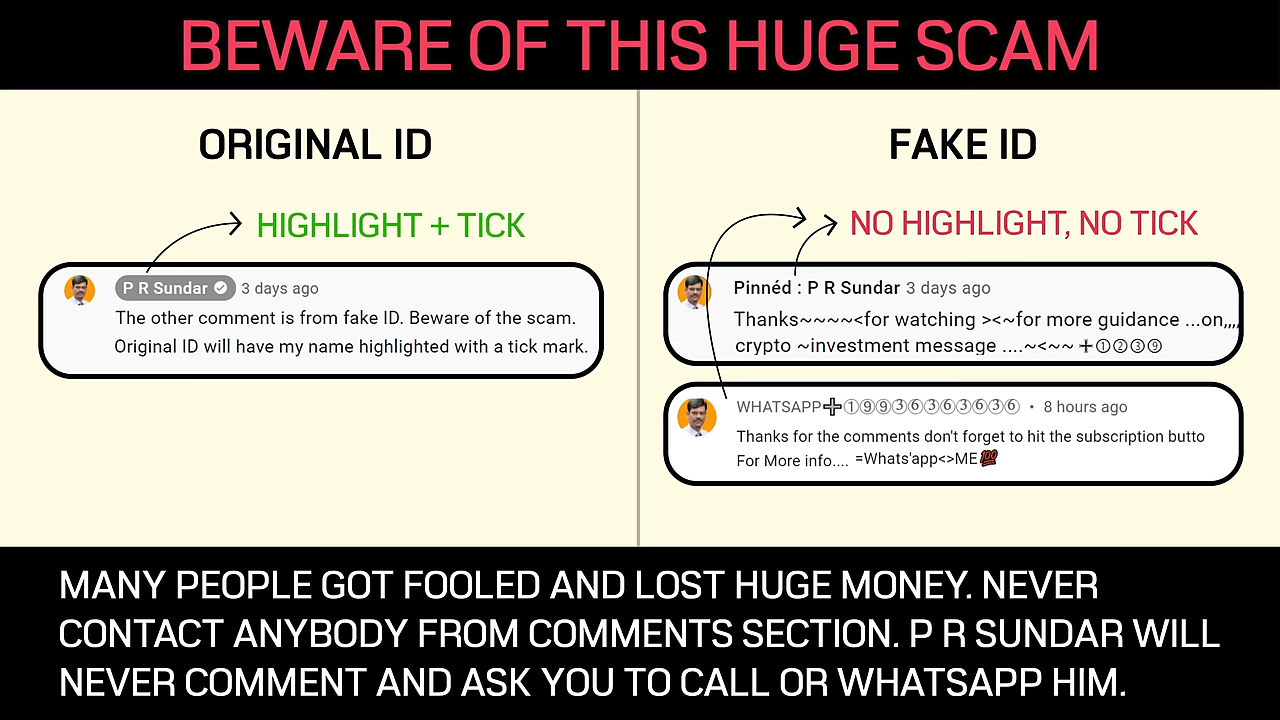 BEWARE OF THIS HUGE SCAM
ORIGINAL ID
HIGHLIGHT + TICK
P R Sundar 3 days ago
The other comment is from fake ID. Beware of the scam.
Original ID will have my name highlighted with a tick mark.
FAKE ID
NO HIGHLIGHT, NO TICK
Pinnéd : P R Sundar 3 days ago
Thanks~~~~<for watching ><~for more guidance ...on,,,,
crypto ~investment message ....~<~~ ➕①②③⑨
WHATSAPP➕①⑨⑨③⑥③⑥③⑥③⑥ • 8 hours ago
Thanks for the comments don't forget to hit the subscription butto
For More info.... =Whats'app<>ME💯
MANY PEOPLE GOT FOOLED AND LOST HUGE MONEY. NEVER
CONTACT ANYBODY FROM COMMENTS SECTION. P R SUNDAR WILL
NEVER COMMENT AND ASK YOU TO CALL OR WHATSAPP HIM.